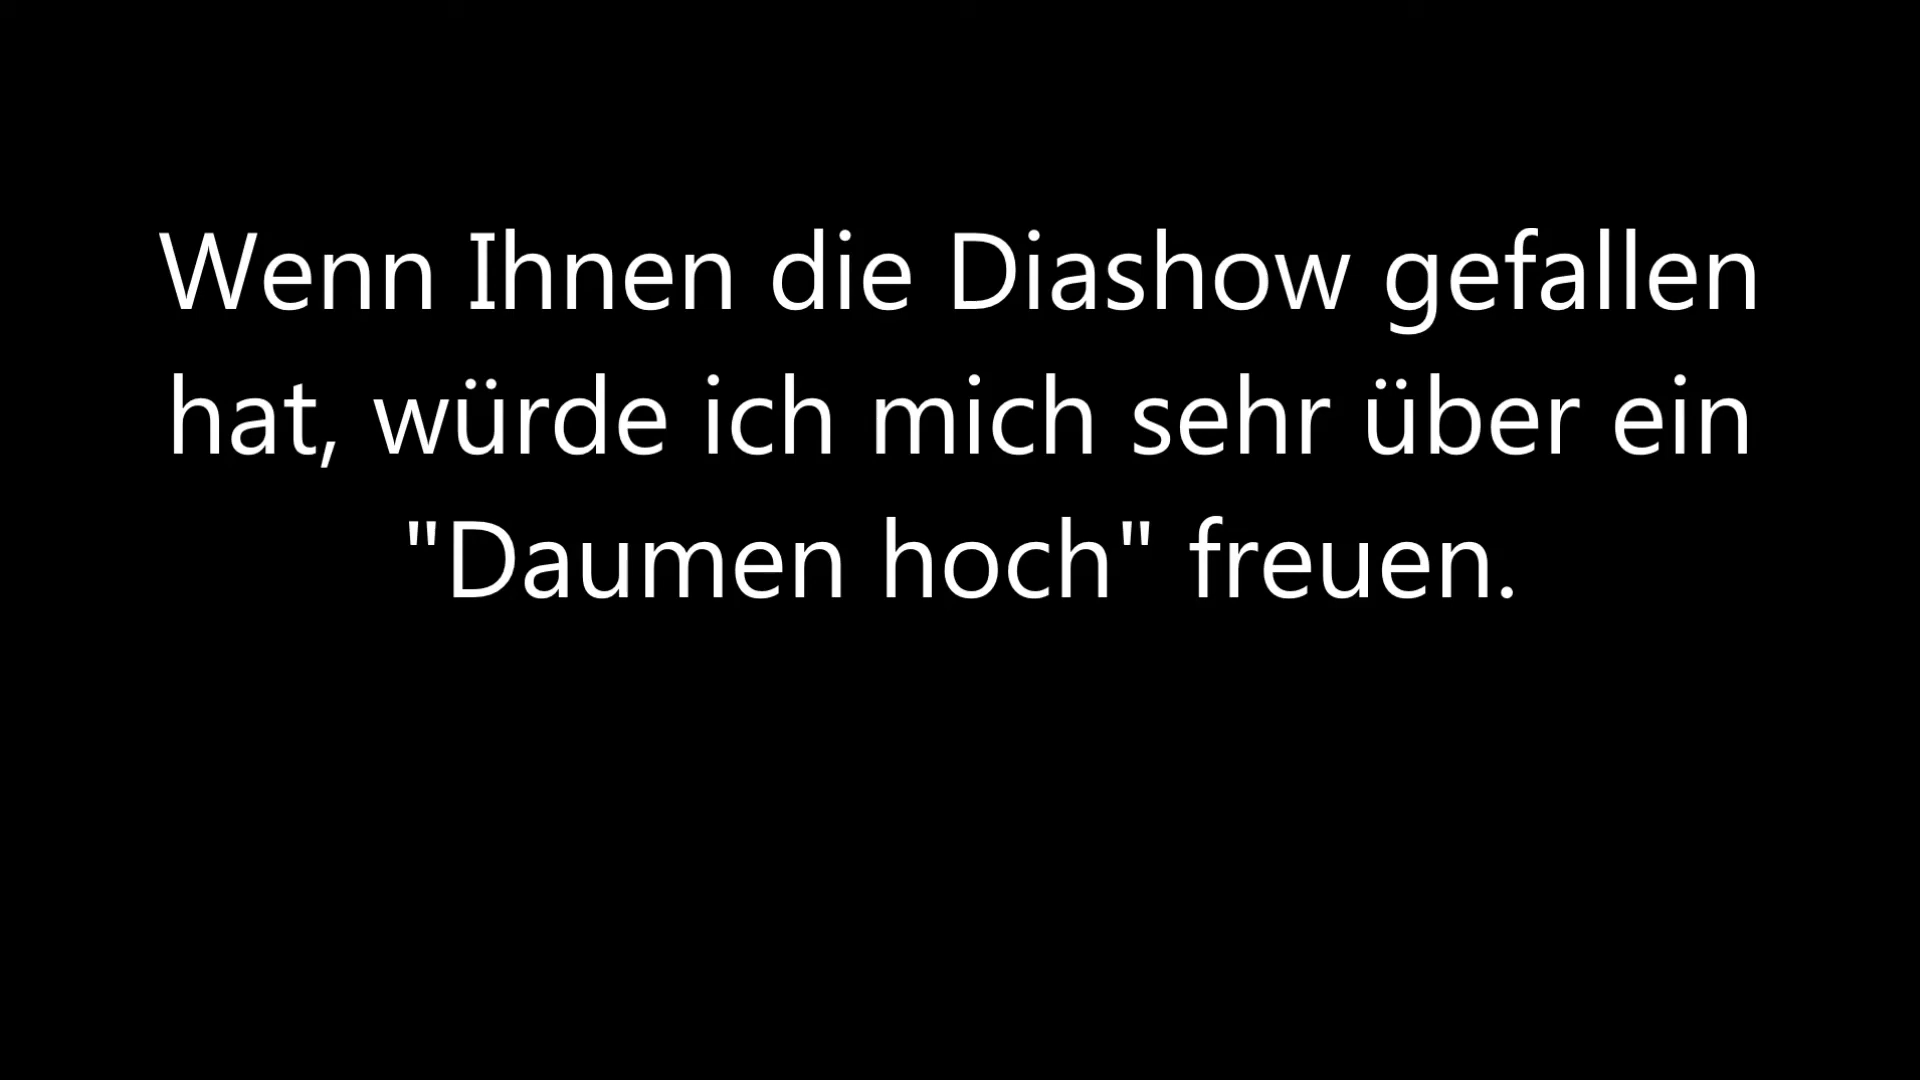 Wenn Ihnen die Diashow gefallen
hat, würde ich mich sehr über ein
"Daumen hoch" freuen.